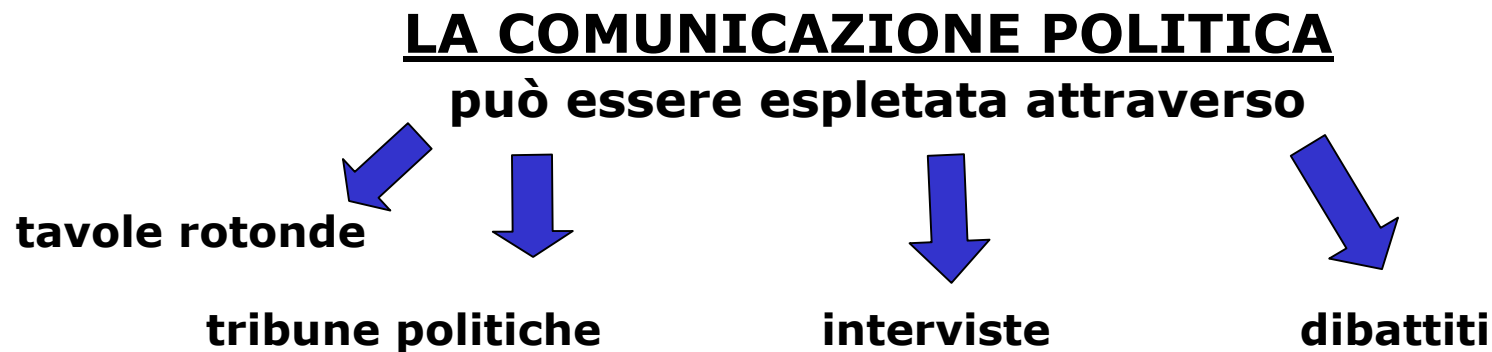 LA COMUNICAZIONE POLITICA
può essere espletata attraverso
tavole rotonde
tribune politiche interviste dibattiti